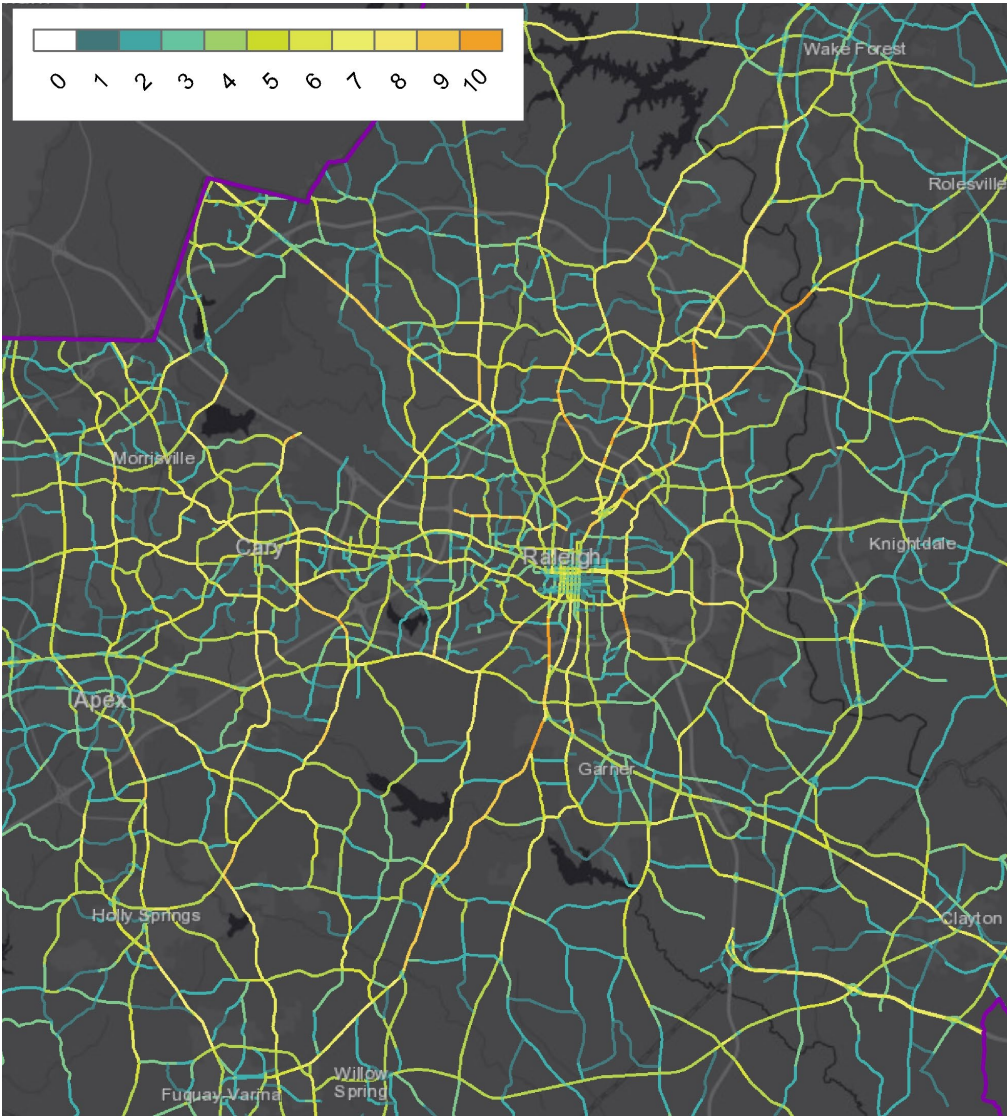 0 1 2 3 4 5 6 7 8 9 10
Wake Forest
Rolesville
Morrisville
Cary
Raleigh
Knightdale
Apex
Garner
Holly Springs
Clayton
Willow
Spring
Fuquay-Varina